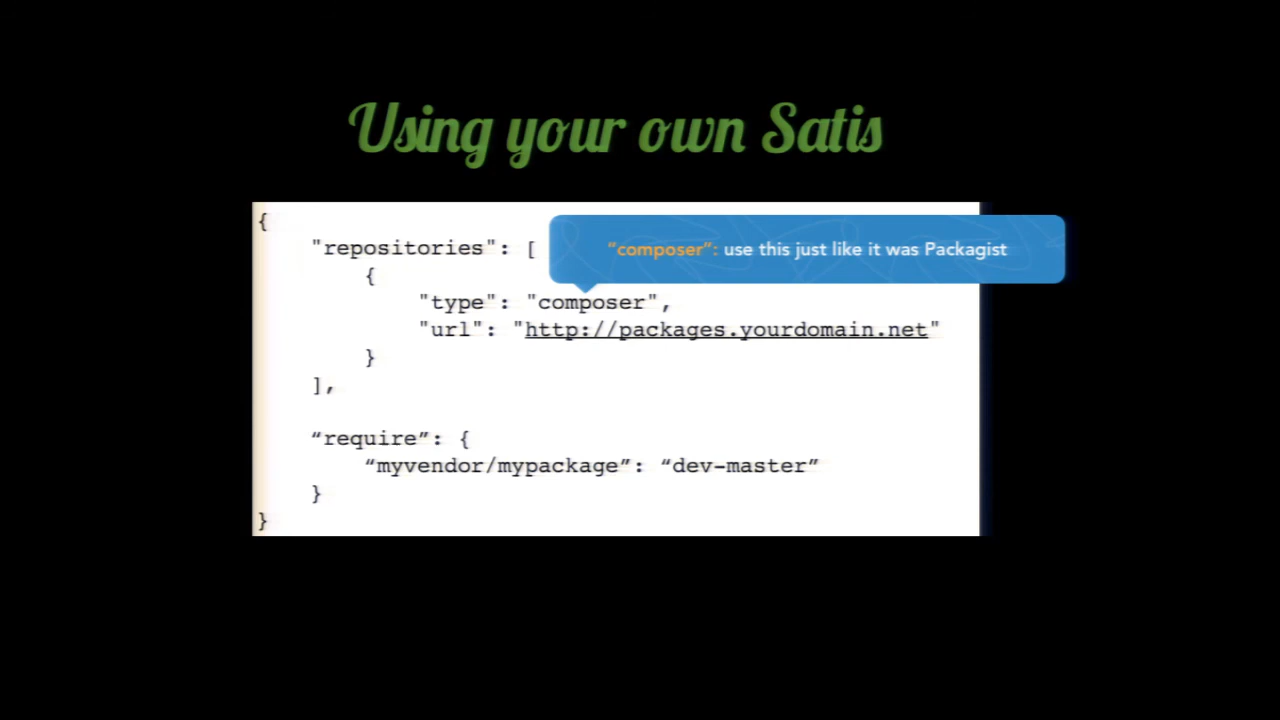 Using your own Satis
{
"repositories": [
“composer”: use this just like it was Packagist
{
"type": "composer",
"url": "http://packages.yourdomain.net"
}
],
“require”: {
“myvendor/mypackage”: “dev-master”
}
}